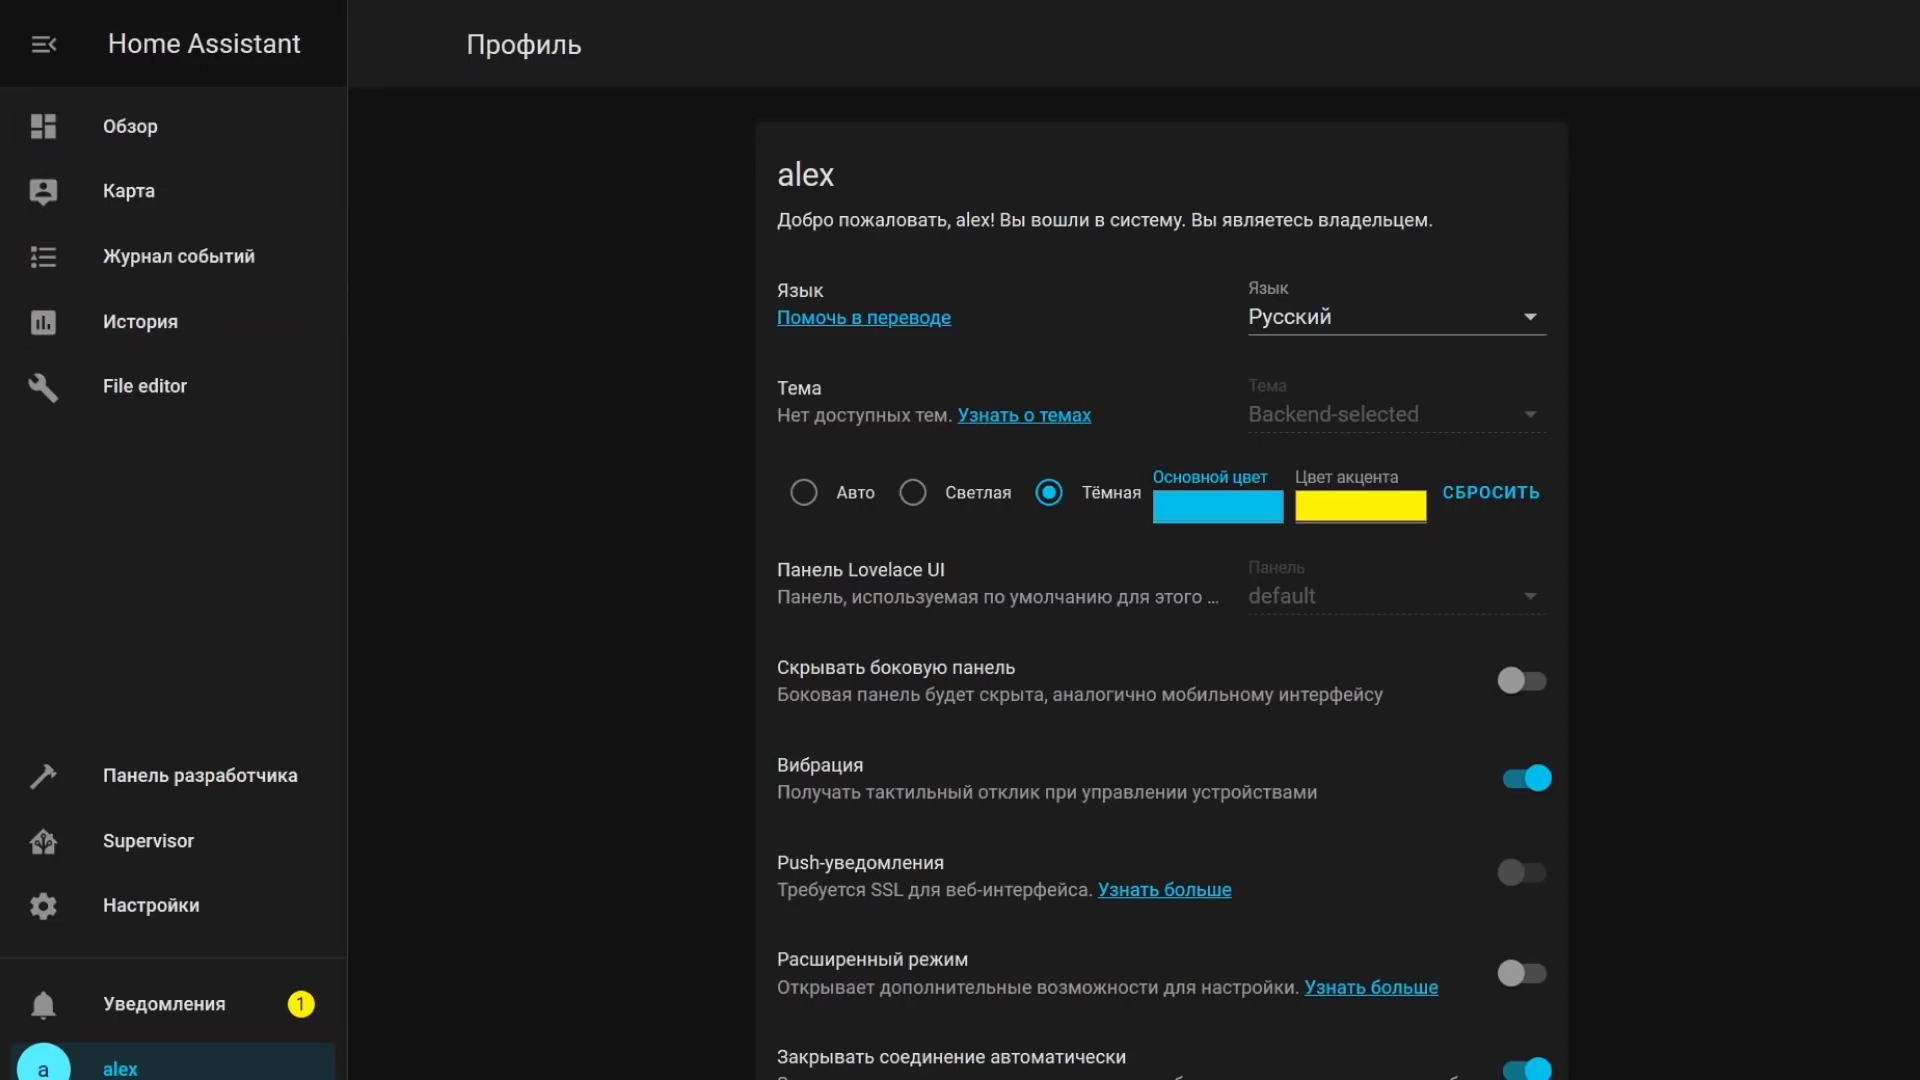 Home Assistant
Профиль
Обзор
Карта
Журнал событий
История
File editor
Панель разработчика
Supervisor
Настройки
Уведомления 1
a alex
alex
Добро пожаловать, alex! Вы вошли в систему. Вы являетесь владельцем.
Язык
Помочь в переводе
Язык
Русский
Тема
Нет доступных тем. Узнать о темах
Тема
Backend-selected
Авто Светлая Тёмная
Основной цвет Цвет акцента
СБРОСИТЬ
Панель Lovelace UI
Панель, используемая по умолчанию для этого ...
Панель
default
Скрывать боковую панель
Боковая панель будет скрыта, аналогично мобильному интерфейсу
Вибрация
Получать тактильный отклик при управлении устройствами
Push-уведомления
Требуется SSL для веб-интерфейса. Узнать больше
Расширенный режим
Открывает дополнительные возможности для настройки. Узнать больше
Закрывать соединение автоматически